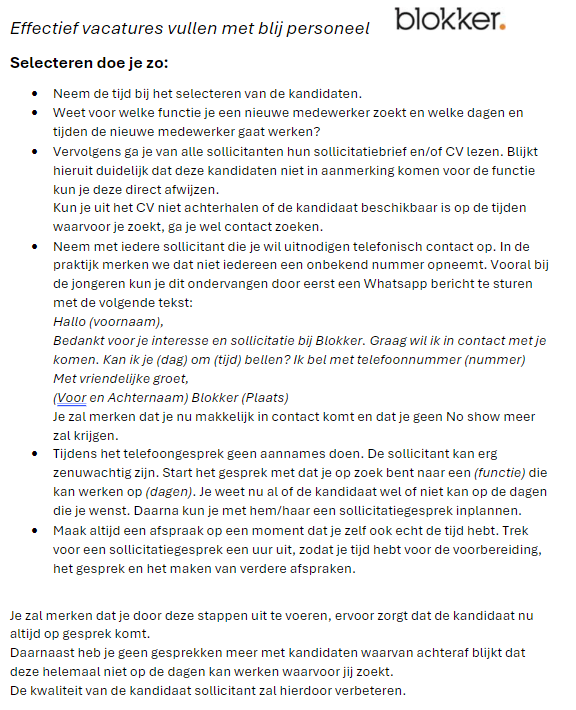 Effectief vacatures vullen met blij personeel
blokker.
Selecteren doe je zo:
• Neem de tijd bij het selecteren van de kandidaten.
• Weet voor welke functie je een nieuwe medewerker zoekt en welke dagen en
tijden de nieuwe medewerker gaat werken?
• Vervolgens ga je van alle sollicitanten hun sollicitatiebrief en/of CV lezen. Blijkt
hieruit duidelijk dat deze kandidaten niet in aanmerking komen voor de functie
kun je deze direct afwijzen.
Kun je uit het CV niet achterhalen of de kandidaat beschikbaar is op de tijden
waarvoor je zoekt, ga je wel contact zoeken.
• Neem met iedere sollicitant die je wil uitnodigen telefonisch contact op. In de
praktijk merken we dat niet iedereen een onbekend nummer opneemt. Vooral bij
de jongeren kun je dit ondervangen door eerst een Whatsapp bericht te sturen
met de volgende tekst:
Hallo (voornaam),
Bedankt voor je interesse en sollicitatie bij Blokker. Graag wil ik in contact met je
komen. Kan ik je (dag) om (tijd) bellen? Ik bel met telefoonnummer (nummer)
Met vriendelijke groet,
(Voor en Achternaam) Blokker (Plaats)
Je zal merken dat je nu makkelijk in contact komt en dat je geen No show meer
zal krijgen.
• Tijdens het telefoongesprek geen aannames doen. De sollicitant kan erg
zenuwachtig zijn. Start het gesprek met dat je op zoek bent naar een (functie) die
kan werken op (dagen). Je weet nu al of de kandidaat wel of niet kan op de dagen
die je wenst. Daarna kun je met hem/haar een sollicitatiegesprek inplannen.
• Maak altijd een afspraak op een moment dat je zelf ook echt de tijd hebt. Trek
voor een sollicitatiegesprek een uur uit, zodat je tijd hebt voor de voorbereiding,
het gesprek en het maken van verdere afspraken.
Je zal merken dat je door deze stappen uit te voeren, ervoor zorgt dat de kandidaat nu
altijd op gesprek komt.
Daarnaast heb je geen gesprekken meer met kandidaten waarvan achteraf blijkt dat
deze helemaal niet op de dagen kan werken waarvoor jij zoekt.
De kwaliteit van de kandidaat sollicitant zal hierdoor verbeteren.